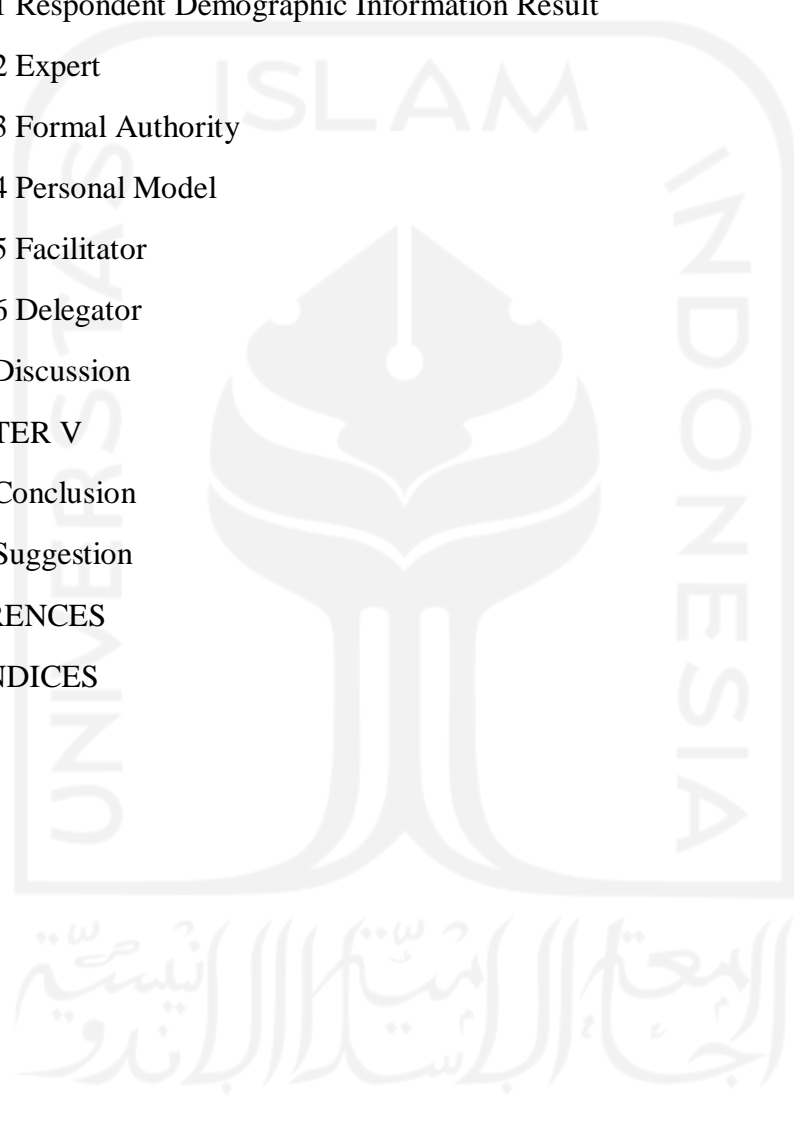 1 Respondent Demographic Information Result
2 Expert
3 Formal Authority
4 Personal Model
5 Facilitator
6 Delegator
Discussion
TER V
Conclusion
Suggestion
RENCES
NDICES
ISLAM
UNIVERSITAS
INDONESIA